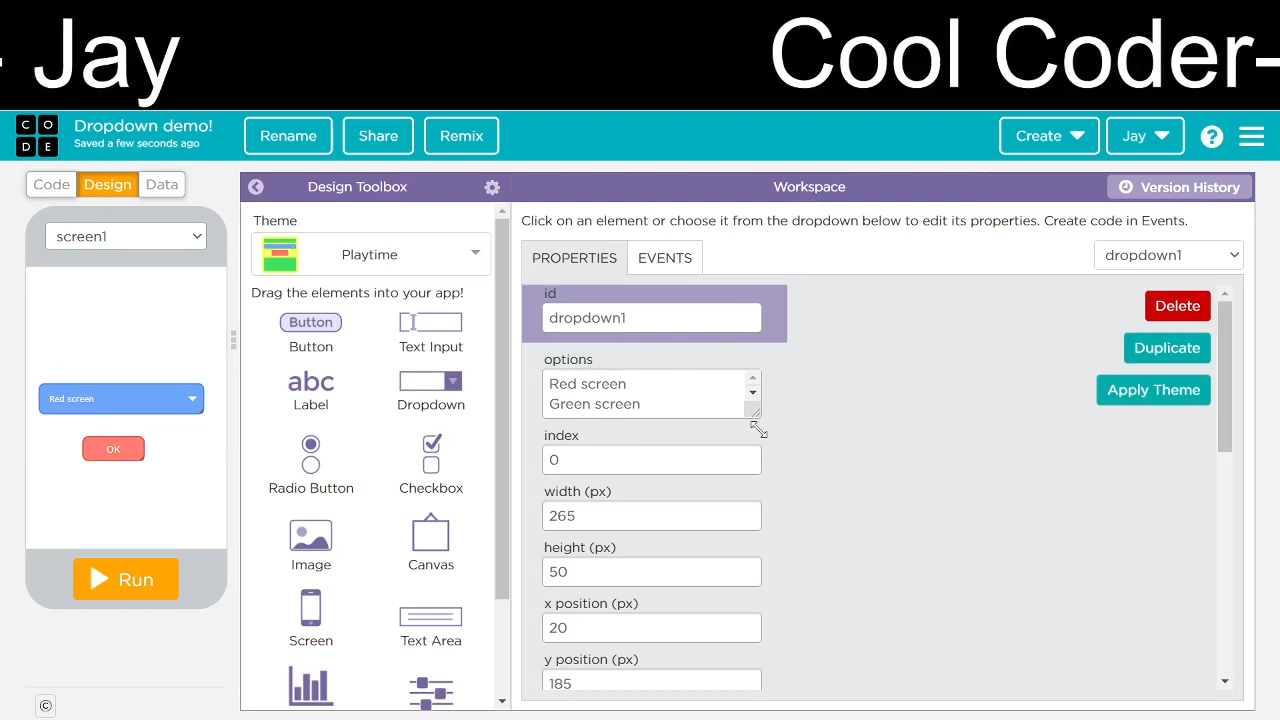 - Jay
Cool Coder-
C O D E
Dropdown demo!
Saved a few seconds ago
Rename
Share
Remix
Create
Jay
?
Code
Design
Data
Design Toolbox
Workspace
Version History
screen1
Theme
Playtime
Click on an element or choose it from the dropdown below to edit its properties. Create code in Events.
PROPERTIES
EVENTS
dropdown1
Drag the elements into your app!
Button
Button
Text Input
abc
Label
Dropdown
Radio Button
Checkbox
Image
Canvas
Screen
Text Area
Red screen
OK
Run
©
id
dropdown1
options
Red screen
Green screen
index
0
width (px)
265
height (px)
50
x position (px)
20
y position (px)
185
Delete
Duplicate
Apply Theme